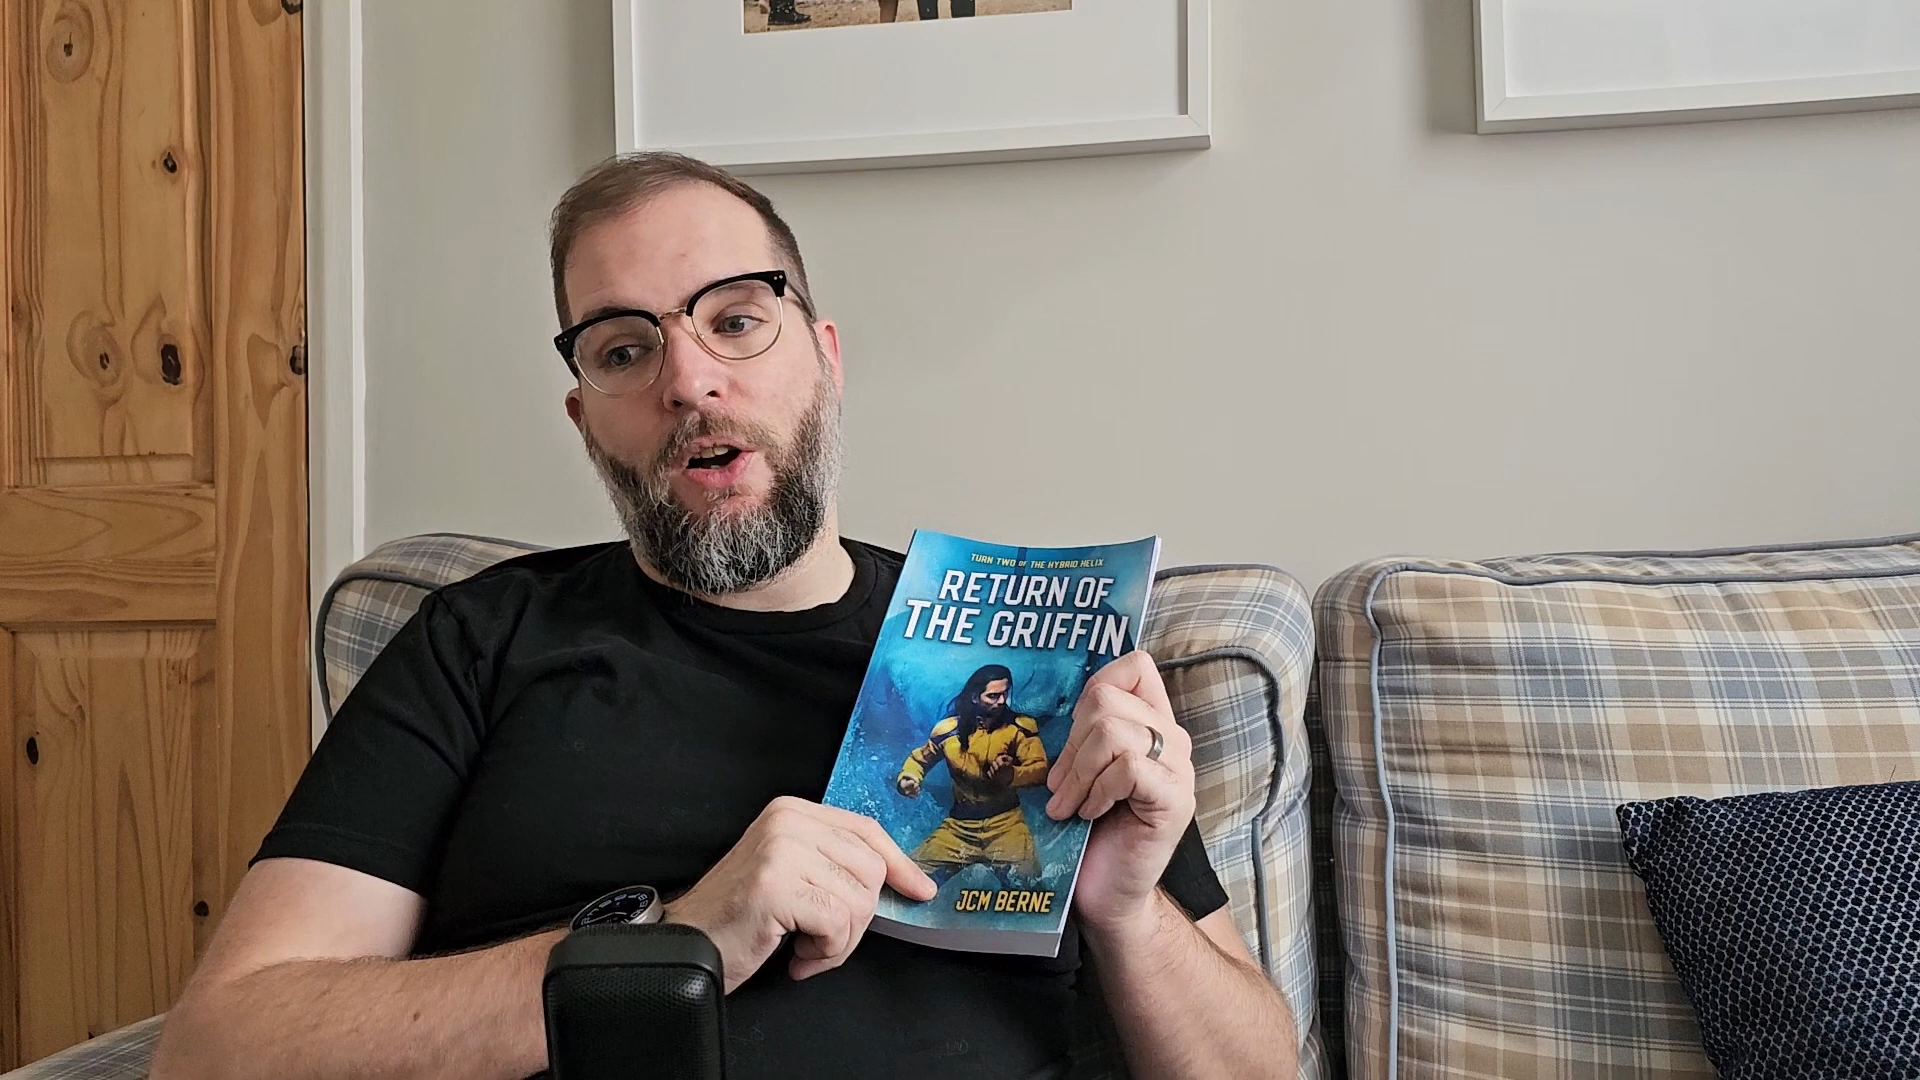 TURN TWO OF THE HYBRID HELIX
RETURN OF
THE GRIFFIN
JCM BERNE